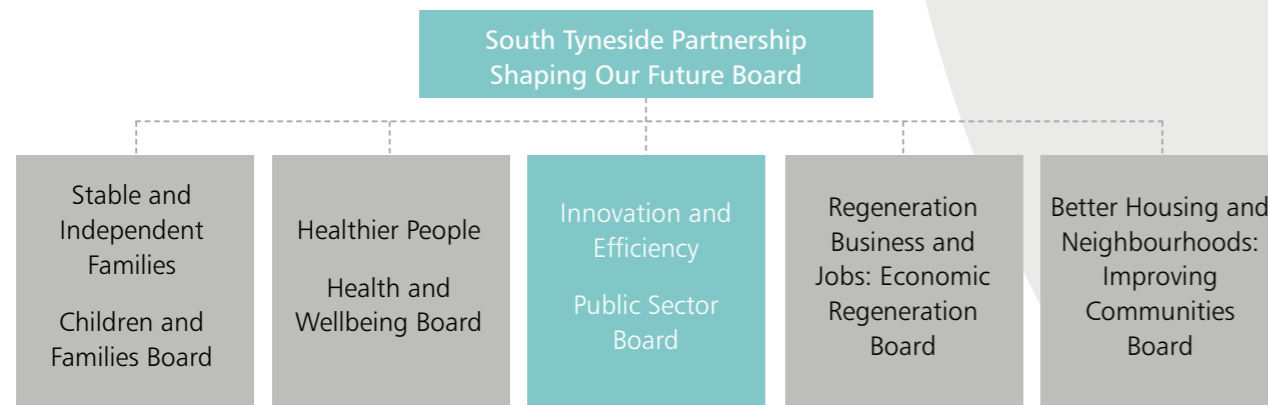 South Tyneside Partnership
Shaping Our Future Board
Stable and
Independent
Families
Children and
Families Board
Healthier People
Health and
Wellbeing Board
Innovation and
Efficiency
Public Sector
Board
Regeneration
Business and
Jobs: Economic
Regeneration
Board
Better Housing and
Neighbourhoods:
Improving
Communities
Board